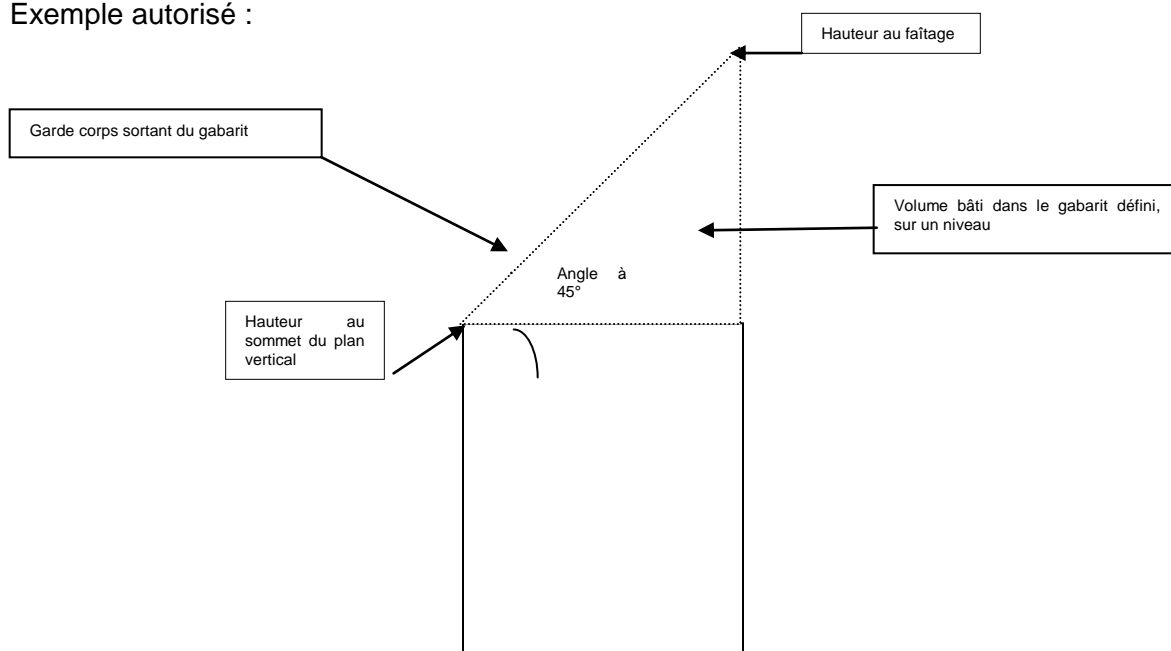 Exemple autorisé :
Hauteur au faîtage
Garde corps sortant du gabarit
Volume bâti dans le gabarit défini,
sur un niveau
Angle à
45°
Hauteur au
sommet du plan
vertical